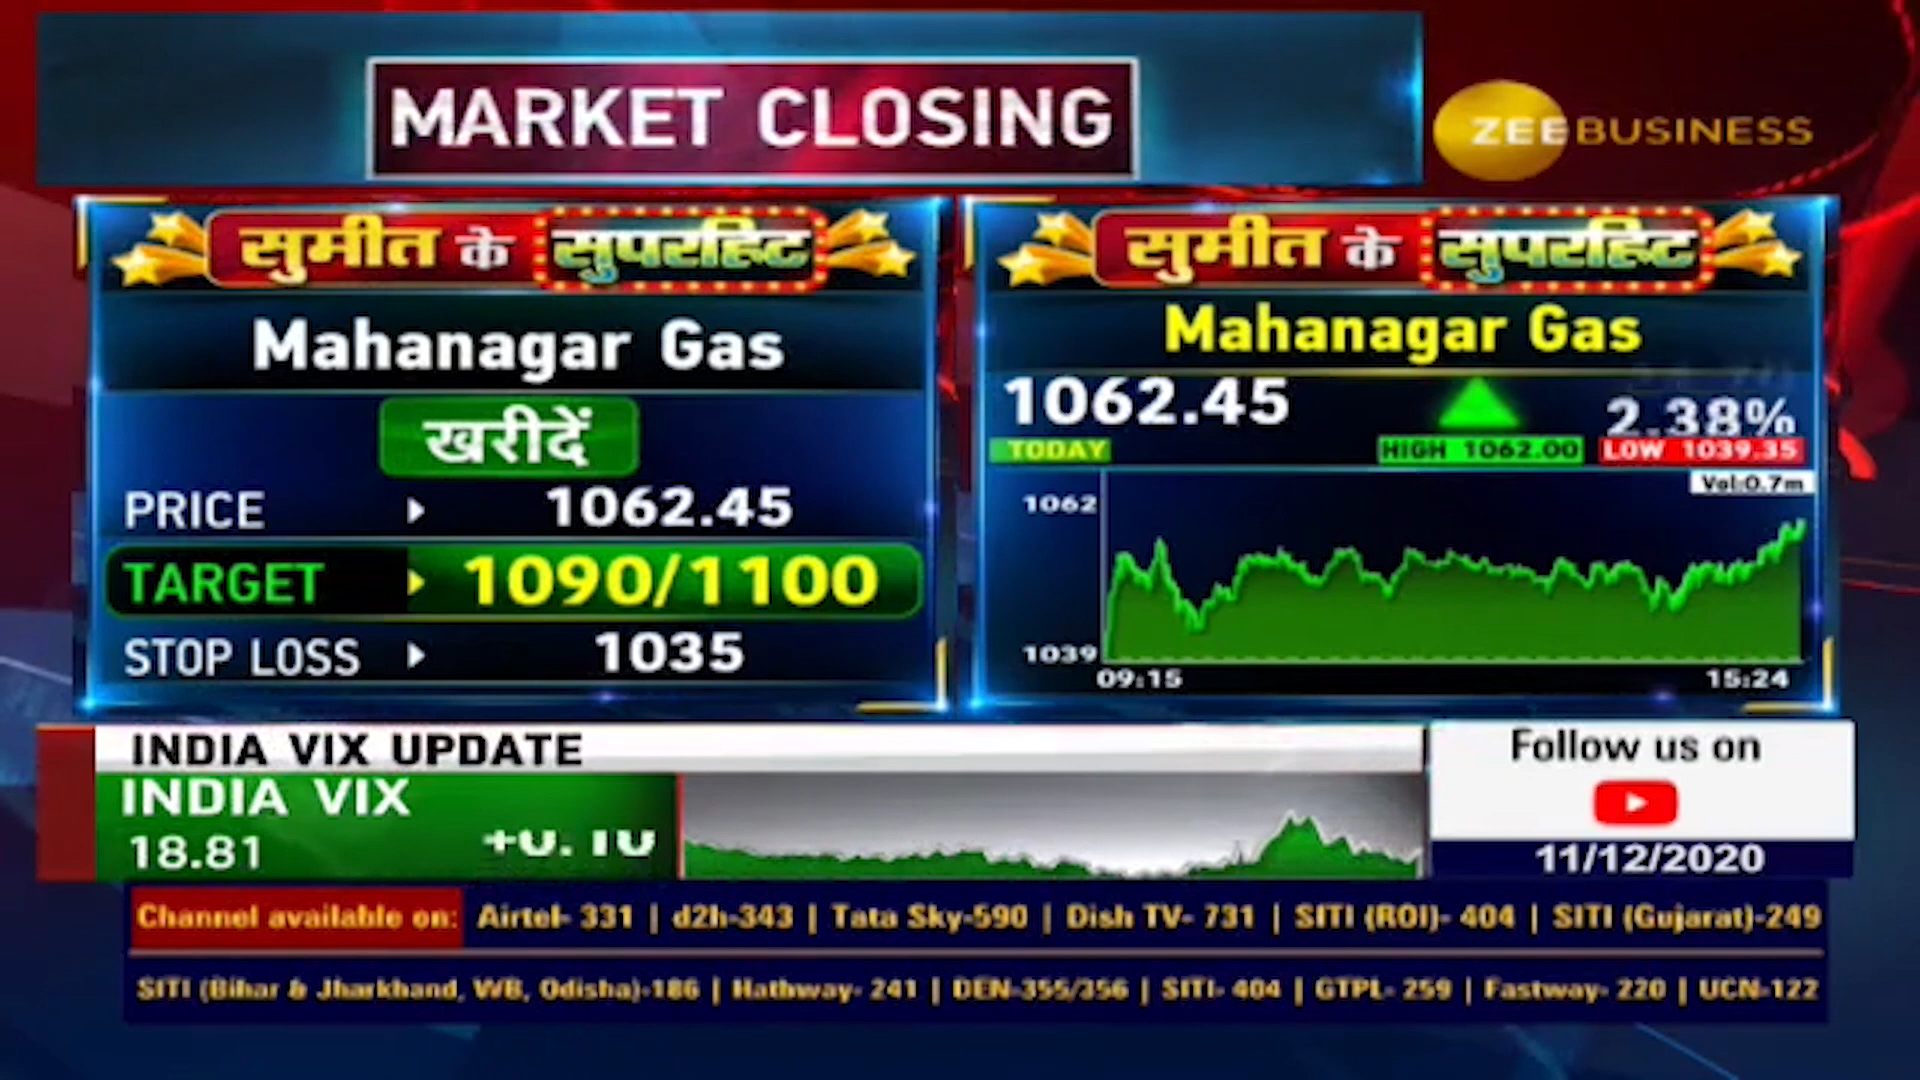 MARKET CLOSING
ZEE BUSINESS
सुमीत के सुपरहिट
Mahanagar Gas
खरीदें
PRICE 1062.45
TARGET 1090/1100
STOP LOSS 1035
सुमीत के सुपरहिट
Mahanagar Gas
1062.45 2.38%
TODAY HIGH 1062.00 LOW 1039.35
Vol:0.7m
1062
1039
09:15 15:24
INDIA VIX UPDATE
INDIA VIX
18.81
Follow us on
11/12/2020
Channel available on: Airtel- 331 | d2h-343 | Tata Sky-590 | Dish TV- 731 | SITI (ROI)- 404 | SITI (Gujarat)-249
SITI (Bihar & Jharkhand, WB, Odisha)-186 | Hathway- 241 | DEN-355/356 | SITI- 404 | GTPL- 259 | Fastway- 220 | UCN-122